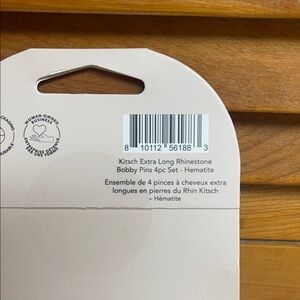 WOMAN-OWNED
BUSINESS
8 10112 56188 3
Kitsch Extra Long Rhinestone
Bobby Pins 4pc Set - Hematite
Ensemble de 4 pinces à cheveux extra
longues en pierres du Rhin Kitsch
– Hématite